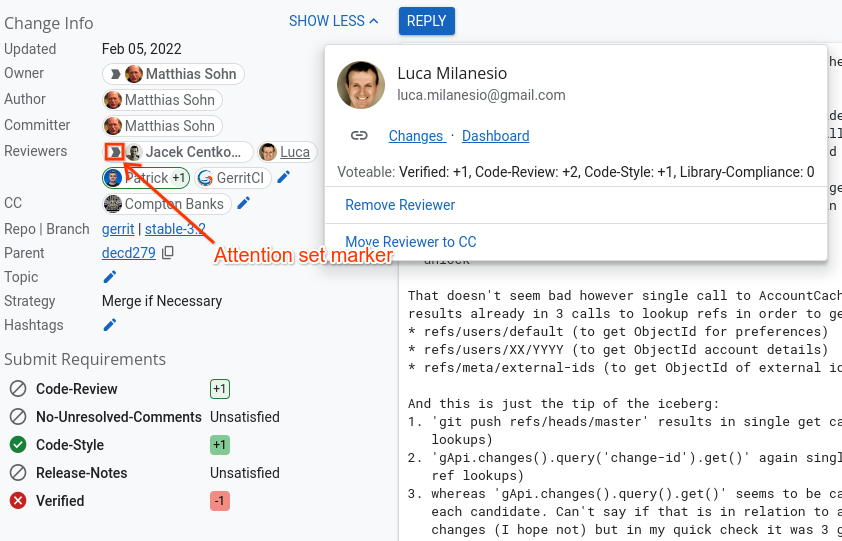 Change Info
SHOW LESS
REPLY
Updated Feb 05, 2022
Owner Matthias Sohn
Author Matthias Sohn
Committer Matthias Sohn
Reviewers Jacek Centko... Luca
Patrick +1 GerritCI
CC Compton Banks
Repo | Branch gerrit | stable-3.2
Parent decd279
Attention set marker
Topic
Strategy Merge if Necessary
Hashtags
Submit Requirements
Code-Review +1
No-Unresolved-Comments Unsatisfied
Code-Style +1
Release-Notes Unsatisfied
Verified -1
Luca Milanesio
luca.milanesio@gmail.com
Changes · Dashboard
Voteable: Verified: +1, Code-Review: +2, Code-Style: +1, Library-Compliance: 0
Remove Reviewer
Move Reviewer to CC
unlock
That doesn't seem bad however single call to AccountCach
results already in 3 calls to lookup refs in order to ge
* refs/users/default (to get ObjectId for preferences)
* refs/users/XX/YYYY (to get ObjectId account details)
* refs/meta/external-ids (to get ObjectId of external id
And this is just the tip of the iceberg:
1. 'git push refs/heads/master' results in single get ca
lookups)
2. 'gApi.changes().query('change-id').get()' again singl
ref lookups)
3. whereas 'gApi.changes().query().get()' seems to be ca
each candidate. Can't say if that is in relation to a
changes (I hope not) but in my quick check it was 3 g